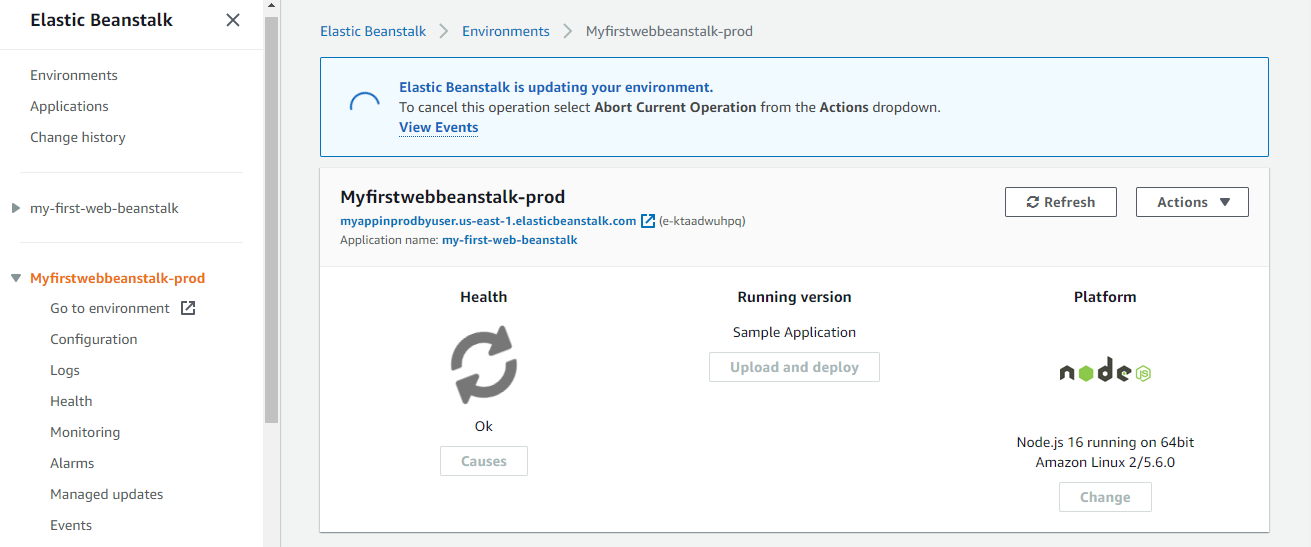 Elastic Beanstalk
Environments
Applications
Change history
my-first-web-beanstalk
Myfirstwebbeanstalk-prod
Go to environment
Configuration
Logs
Health
Monitoring
Alarms
Managed updates
Events
Elastic Beanstalk > Environments > Myfirstwebbeanstalk-prod
Elastic Beanstalk is updating your environment.
To cancel this operation select Abort Current Operation from the Actions dropdown.
View Events
Myfirstwebbeanstalk-prod
myappinprodbyuser.us-east-1.elasticbeanstalk.com (e-ktaadwuhpq)
Application name: my-first-web-beanstalk
Refresh
Actions
Health
Ok
Causes
Running version
Sample Application
Upload and deploy
Platform
node JS
Node.js 16 running on 64bit
Amazon Linux 2/5.6.0
Change